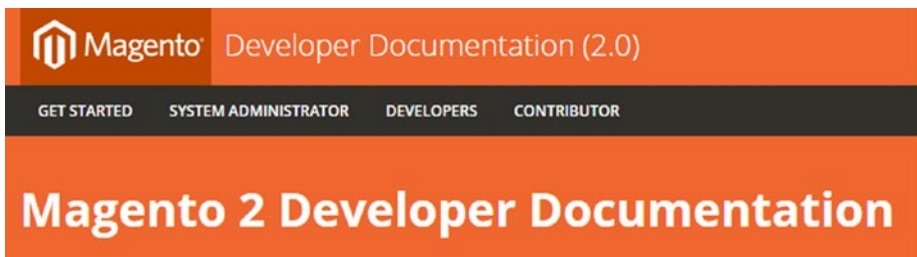 Magento® Developer Documentation (2.0)
GET STARTED SYSTEM ADMINISTRATOR DEVELOPERS CONTRIBUTOR
Magento 2 Developer Documentation